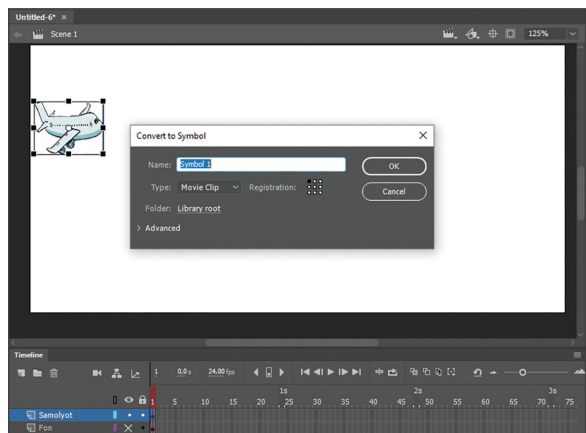 Untitled-6* ×
Scene 1 125%
Convert to Symbol
Name: Symbol 1 OK
Type: Movie Clip Registration: Cancel
Folder: Library root
> Advanced
Timeline
1 0.0 s 24.00 fps
1s 2s 3s
1 5 10 15 20 25 30 35 40 45 50 55 60 65 70 75
Samolyot
Fon